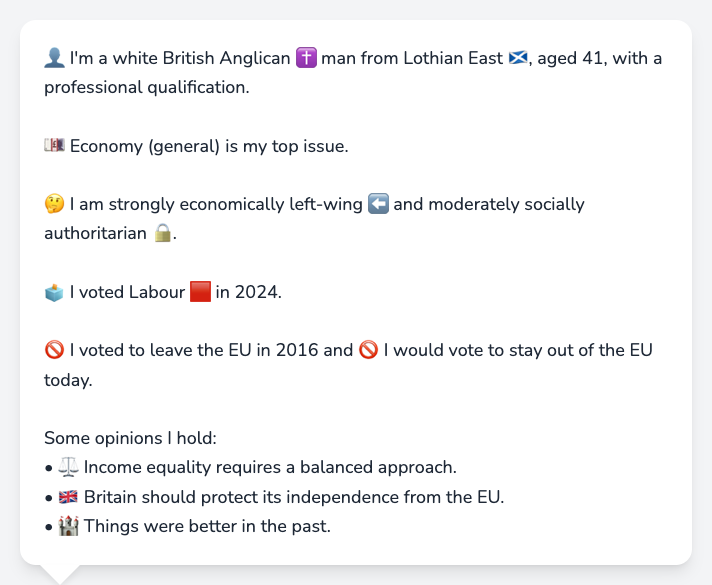 👤 I'm a white British Anglican ✝️ man from Lothian East 🏴󠁧󠁢󠁳󠁣󠁴󠁿, aged 41, with a
professional qualification.
💷 Economy (general) is my top issue.
🤔 I am strongly economically left-wing ⬅️ and moderately socially
authoritarian 🔒.
🗳️ I voted Labour 🟥 in 2024.
🚫 I voted to leave the EU in 2016 and 🚫 I would vote to stay out of the EU
today.
Some opinions I hold:
• ⚖️ Income equality requires a balanced approach.
• 🇬🇧 Britain should protect its independence from the EU.
• 🏰 Things were better in the past.